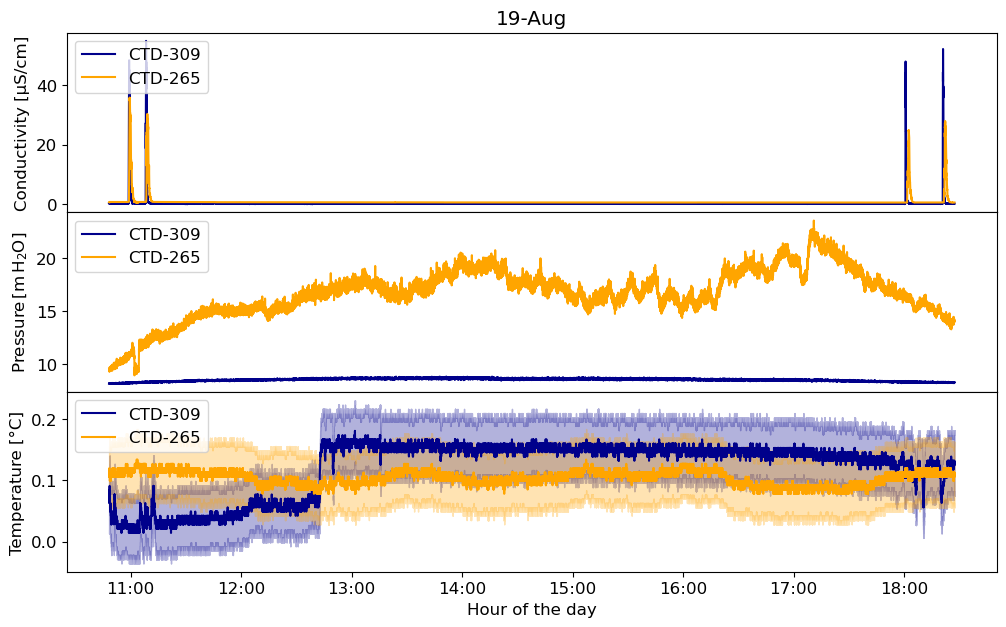 19-Aug
Conductivity [µS/cm]
40
20
0
CTD-309
CTD-265
Pressure [m H₂O]
20
15
10
CTD-309
CTD-265
Temperature [°C]
0.2
0.1
0.0
CTD-309
CTD-265
11:00 12:00 13:00 14:00 15:00 16:00 17:00 18:00
Hour of the day